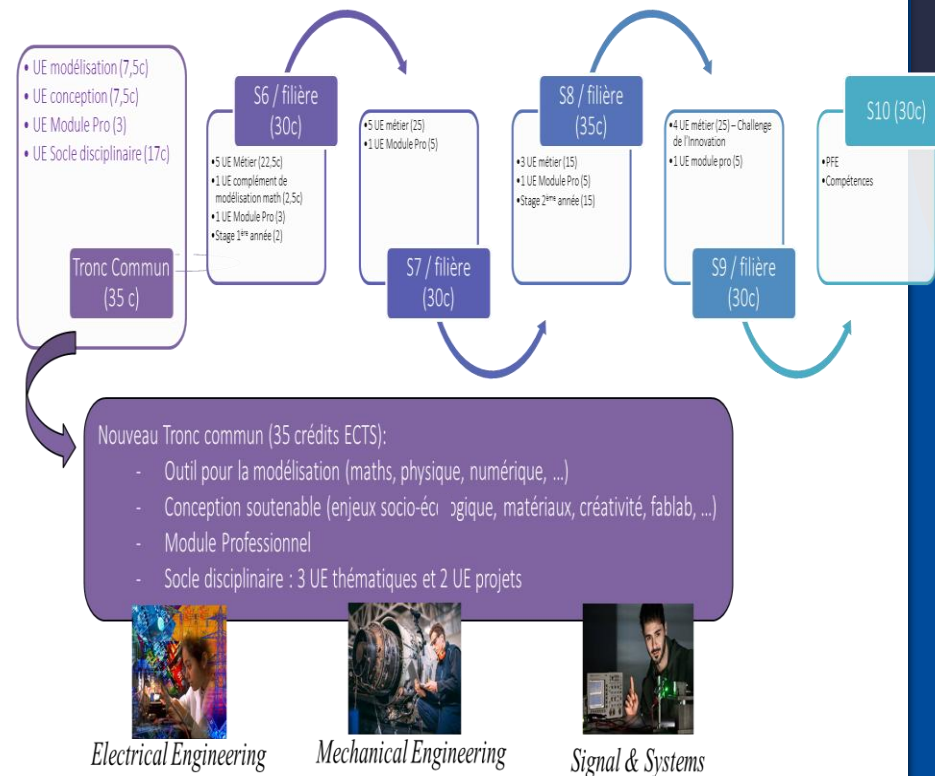 • UE modélisation (7,5c)
• UE conception (7,5c)
• UE Module Pro (3)
• UE Socle disciplinaire (17c)
Tronc Commun
(35 c)
S6 / filière
(30c)
•5 UE Métier (22,5c)
•1 UE complément de
modélisation math (2,5c)
•1 UE Module Pro (3)
•Stage 1ère année (2)
•5 UE métier (25)
•1 UE Module Pro (5)
S7 / filière
(30c)
S8 / filière
(35c)
•3 UE métier (15)
•1 UE Module Pro (5)
•Stage 2ème année (15)
•4 UE métier (25) – Challenge
de l'Innovation
•1 UE module pro (5)
S9 / filière
(30c)
S10 (30c)
•PFE
•Compétences
Nouveau Tronc commun (35 crédits ECTS):
- Outil pour la modélisation (maths, physique, numérique, …)
- Conception soutenable (enjeux socio-écologique, matériaux, créativité, fablab, …)
- Module Professionnel
- Socle disciplinaire : 3 UE thématiques et 2 UE projets
Electrical Engineering
Mechanical Engineering
Signal & Systems